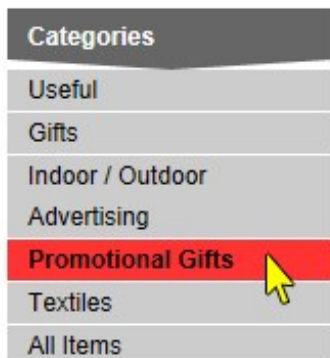 Categories
Useful
Gifts
Indoor / Outdoor
Advertising
Promotional Gifts
Textiles
All Items